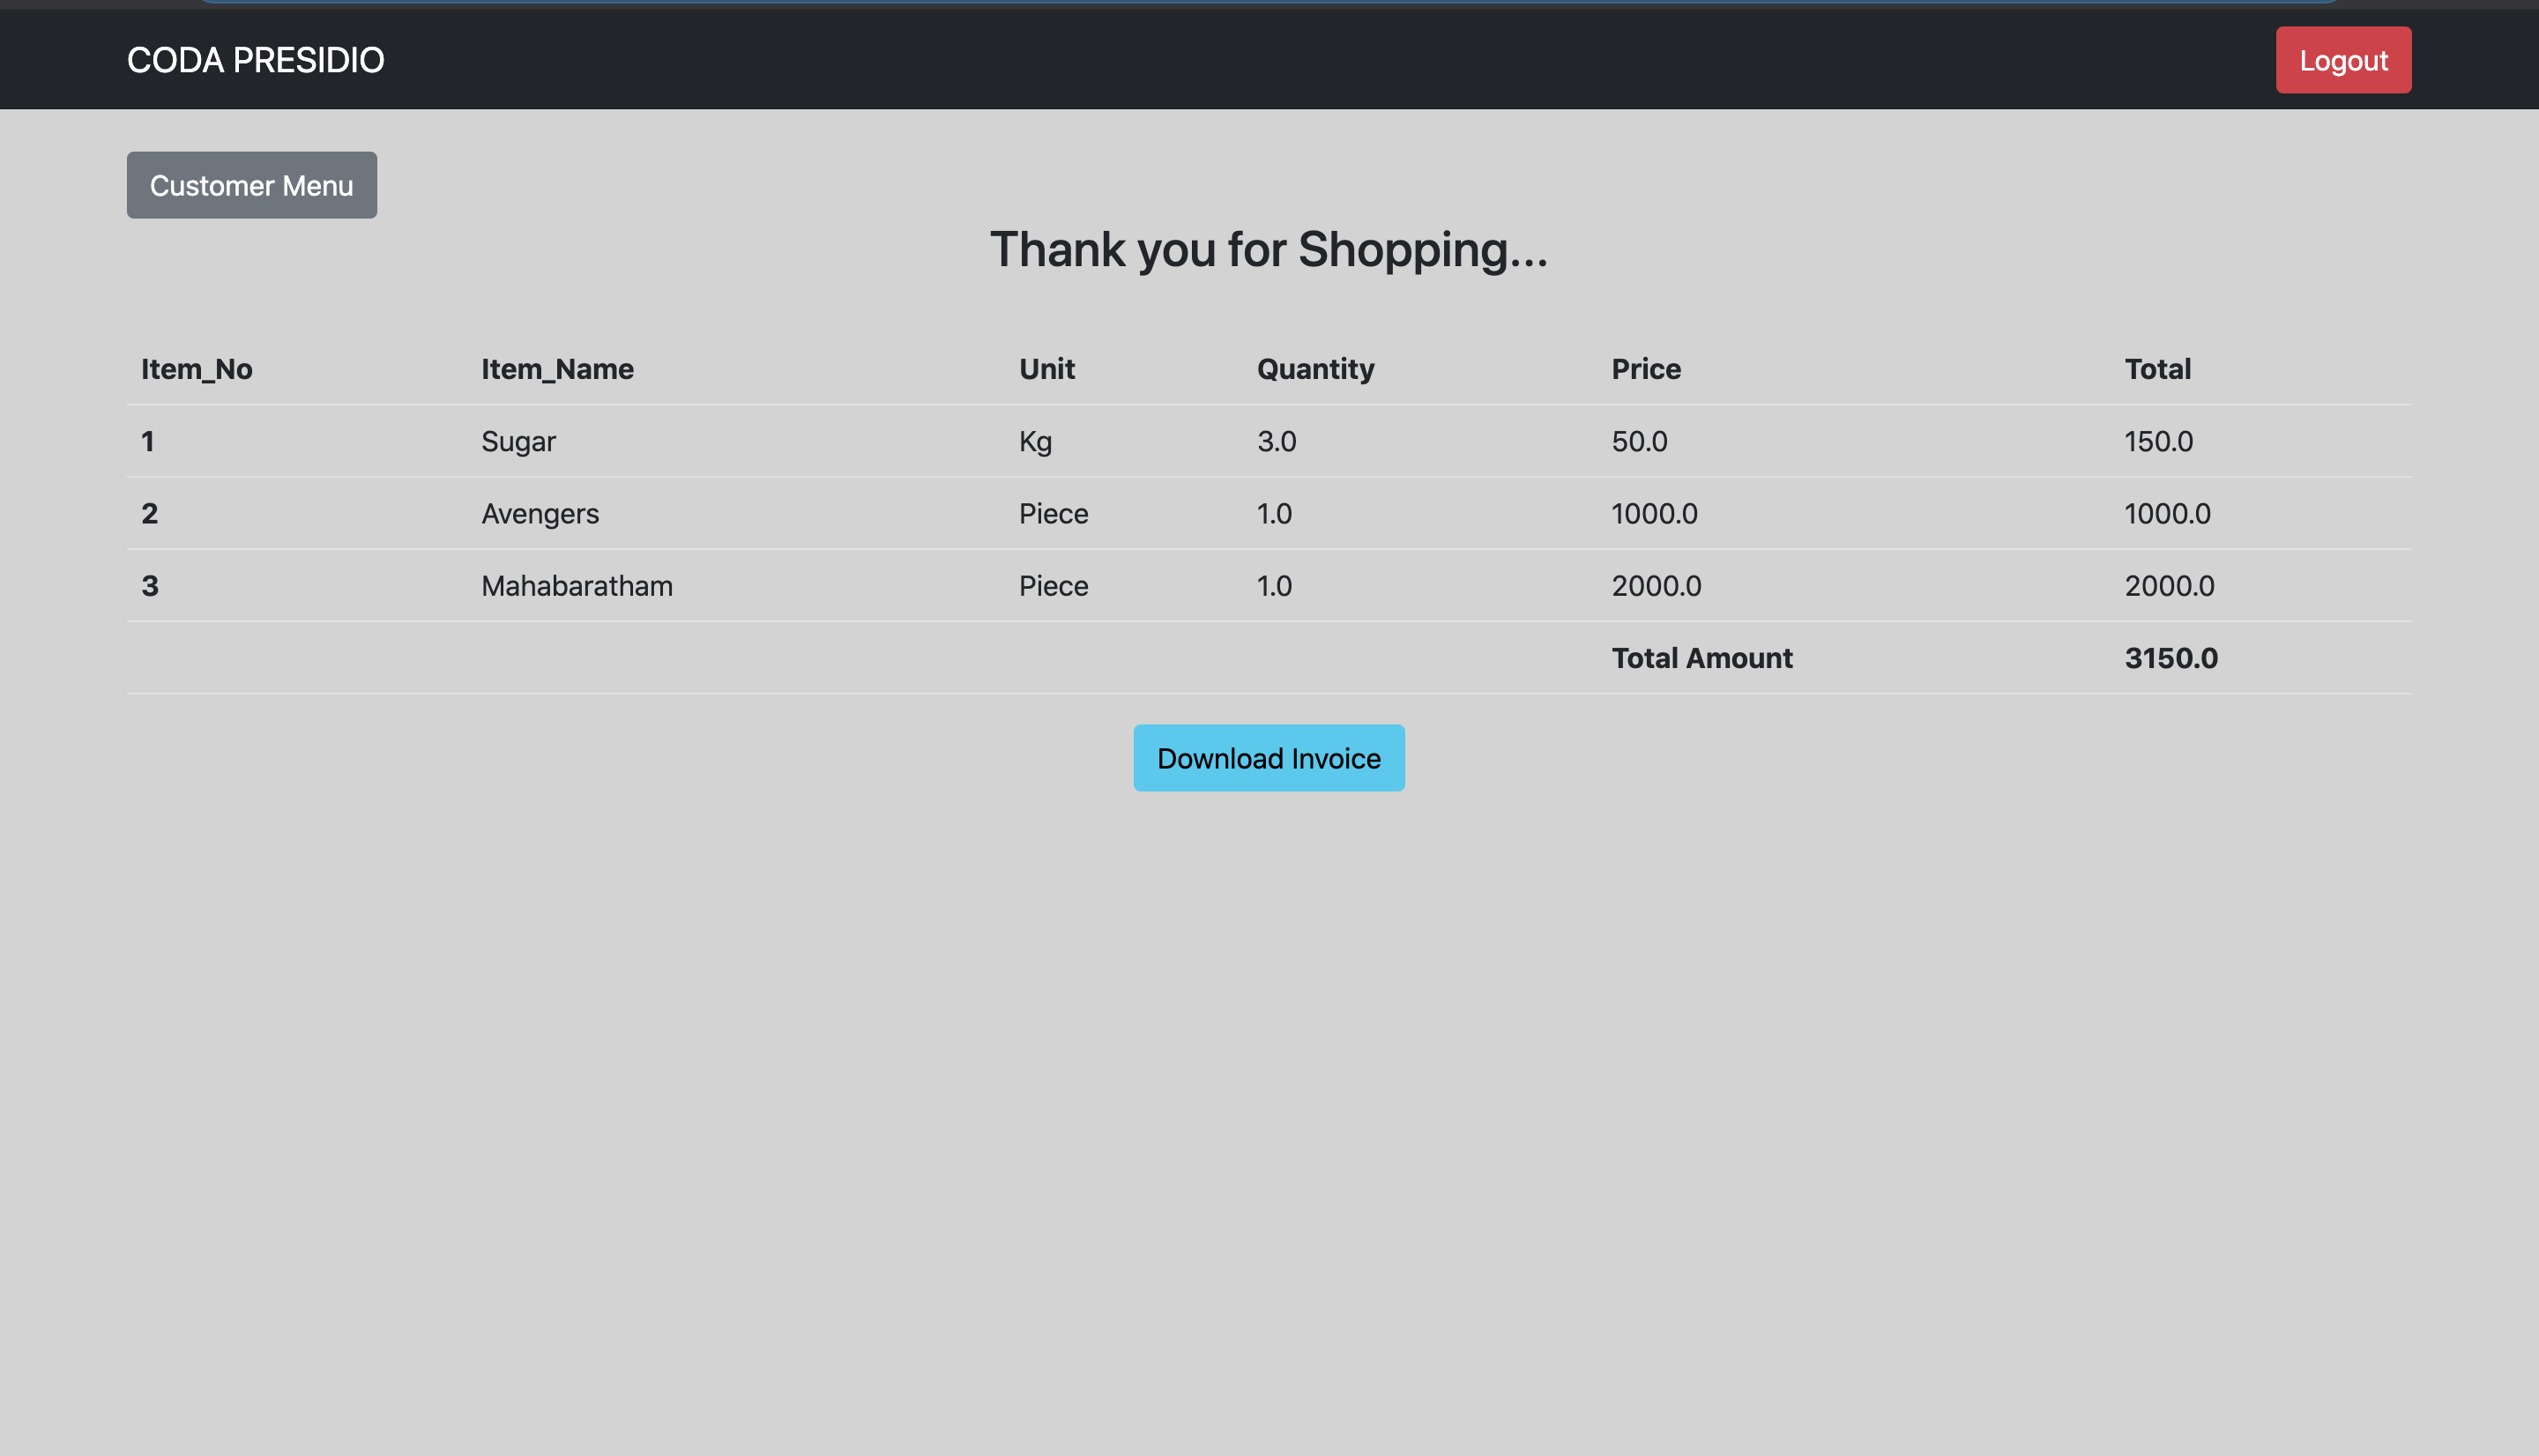 CODA PRESIDIO Logout
Customer Menu
Thank you for Shopping...
Item_No Item_Name Unit Quantity Price Total
1 Sugar Kg 3.0 50.0 150.0
2 Avengers Piece 1.0 1000.0 1000.0
3 Mahabaratham Piece 1.0 2000.0 2000.0
Total Amount 3150.0
Download Invoice